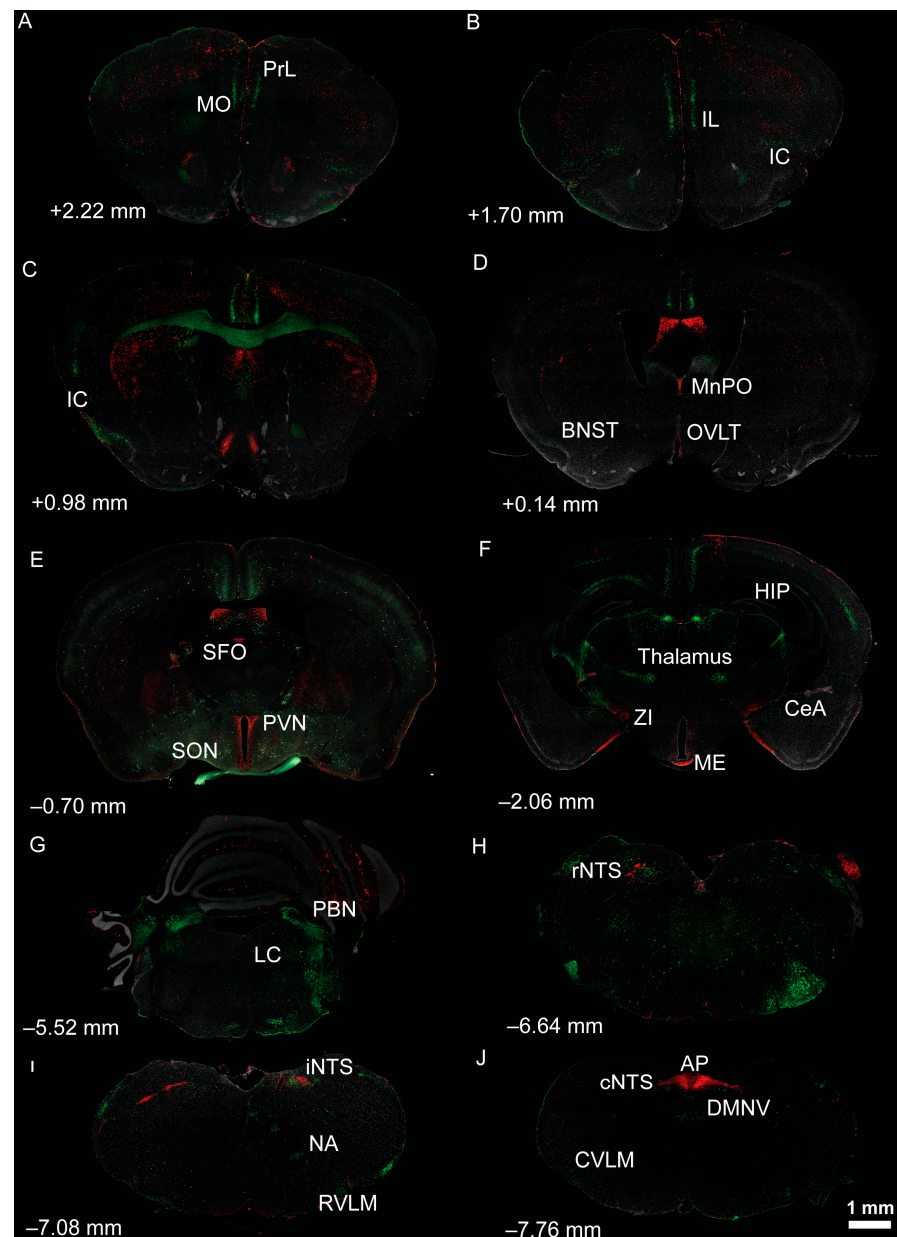 A
PrL
MO
+2.22 mm
B
IL
IC
+1.70 mm
C
IC
+0.98 mm
D
MnPO
BNST
OVLT
+0.14 mm
E
SFO
PVN
SON
–0.70 mm
F
HIP
Thalamus
CeA
ZI
ME
–2.06 mm
G
PBN
LC
–5.52 mm
H
rNTS
–6.64 mm
I
iNTS
NA
RVLM
–7.08 mm
J
AP
cNTS
DMNV
CVLM
–7.76 mm
1 mm